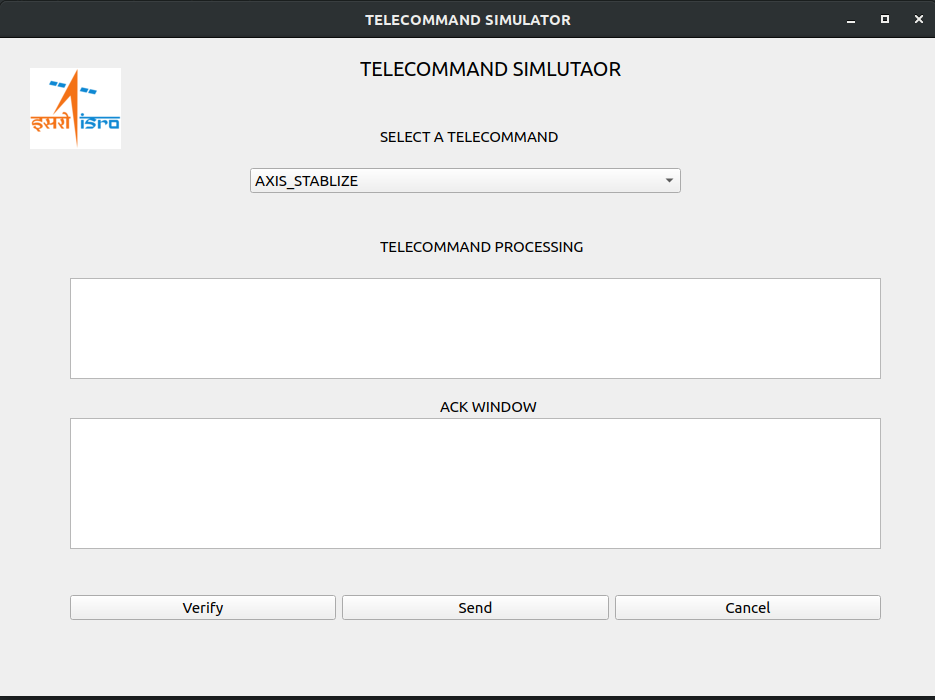 TELECOMMAND SIMULATOR
TELECOMMAND SIMLUTAOR
इसरो isro
SELECT A TELECOMMAND
AXIS_STABLIZE
TELECOMMAND PROCESSING
ACK WINDOW
Verify
Send
Cancel